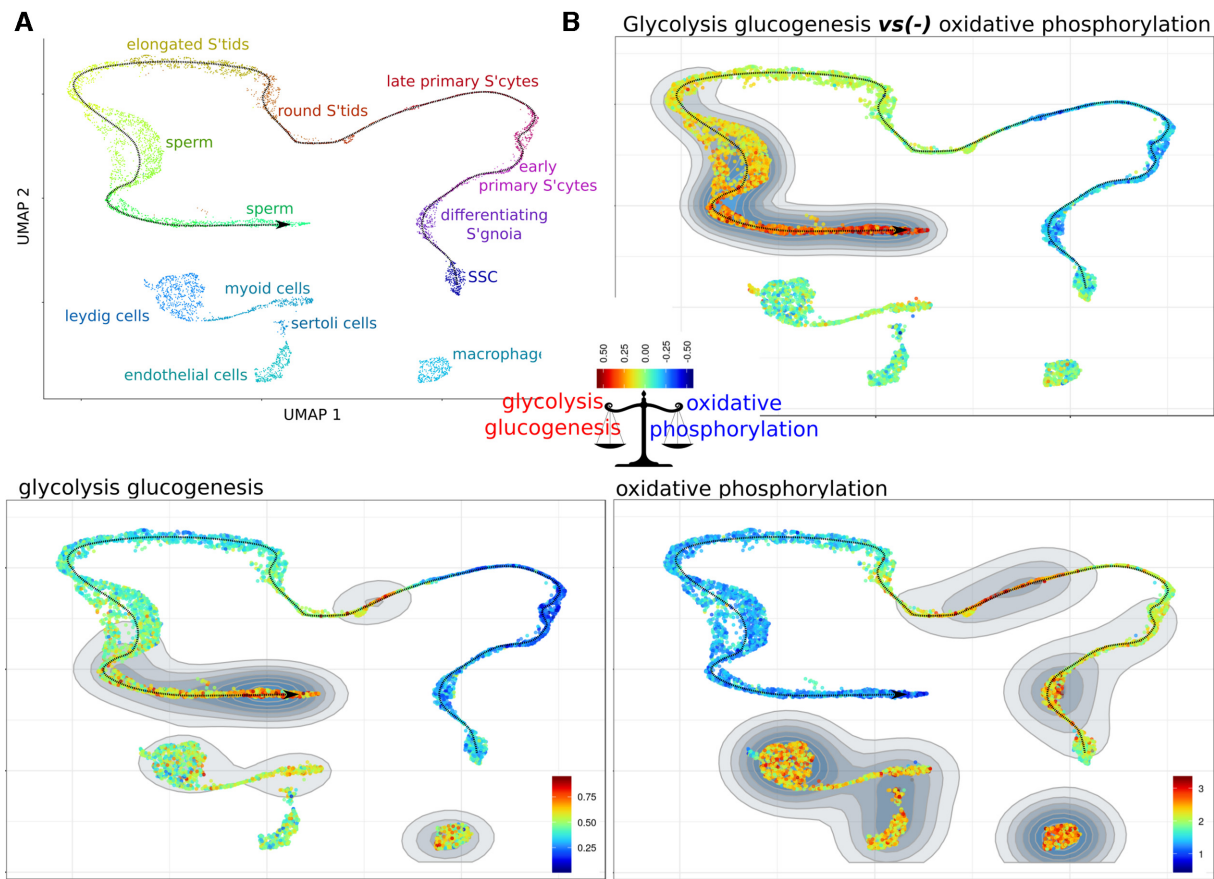 A
B
Glycolysis glucogenesis vs(-) oxidative phosphorylation
elongated S'tids
late primary S'cytes
round S'tids
sperm
early
primary S'cytes
sperm
differentiating
S'gnoia
SSC
myoid cells
leydig cells
sertoli cells
macrophage
endothelial cells
UMAP 2
UMAP 1
0.50
0.25
0.00
-0.25
-0.50
glycolysis
glucogenesis
oxidative
phosphorylation
glycolysis glucogenesis
oxidative phosphorylation
0.75
0.50
0.25
3
2
1